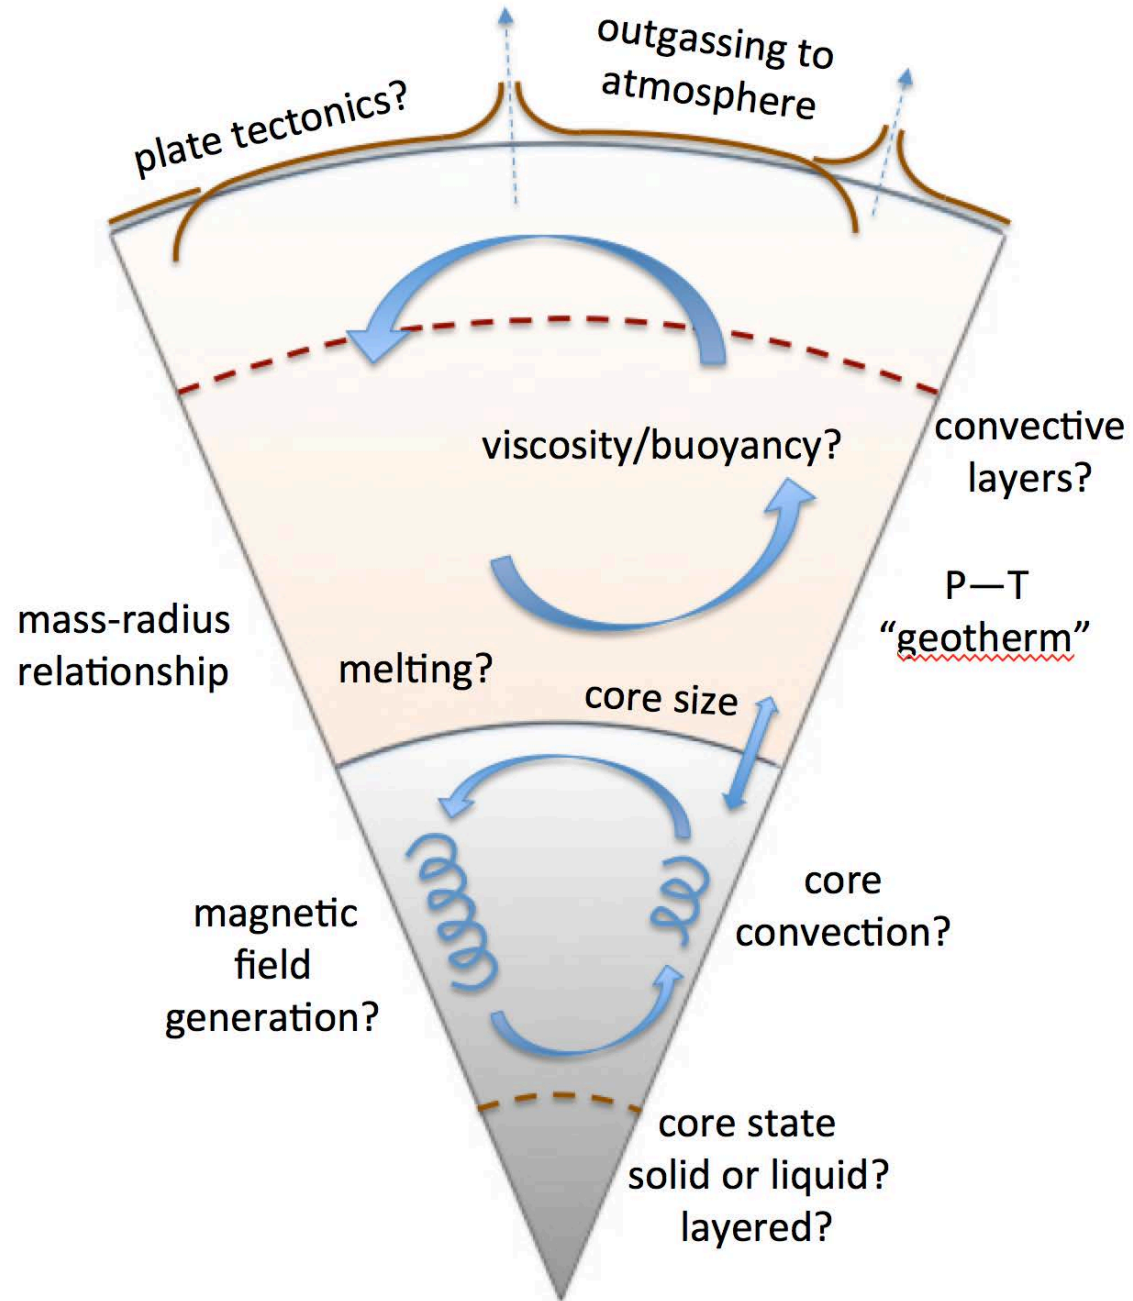 outgassing to
atmosphere
plate tectonics?
convective
layers?
viscosity/buoyancy?
P—T
“geotherm”
mass-radius
relationship
melting?
core size
core
convection?
magnetic
field
generation?
core state
solid or liquid?
layered?